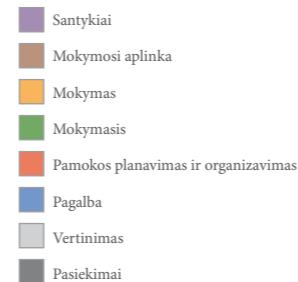 Santykiai
Mokymosi aplinka
Mokymas
Mokymasis
Pamokos planavimas ir organizavimas
Pagalba
Vertinimas
Pasiekimai